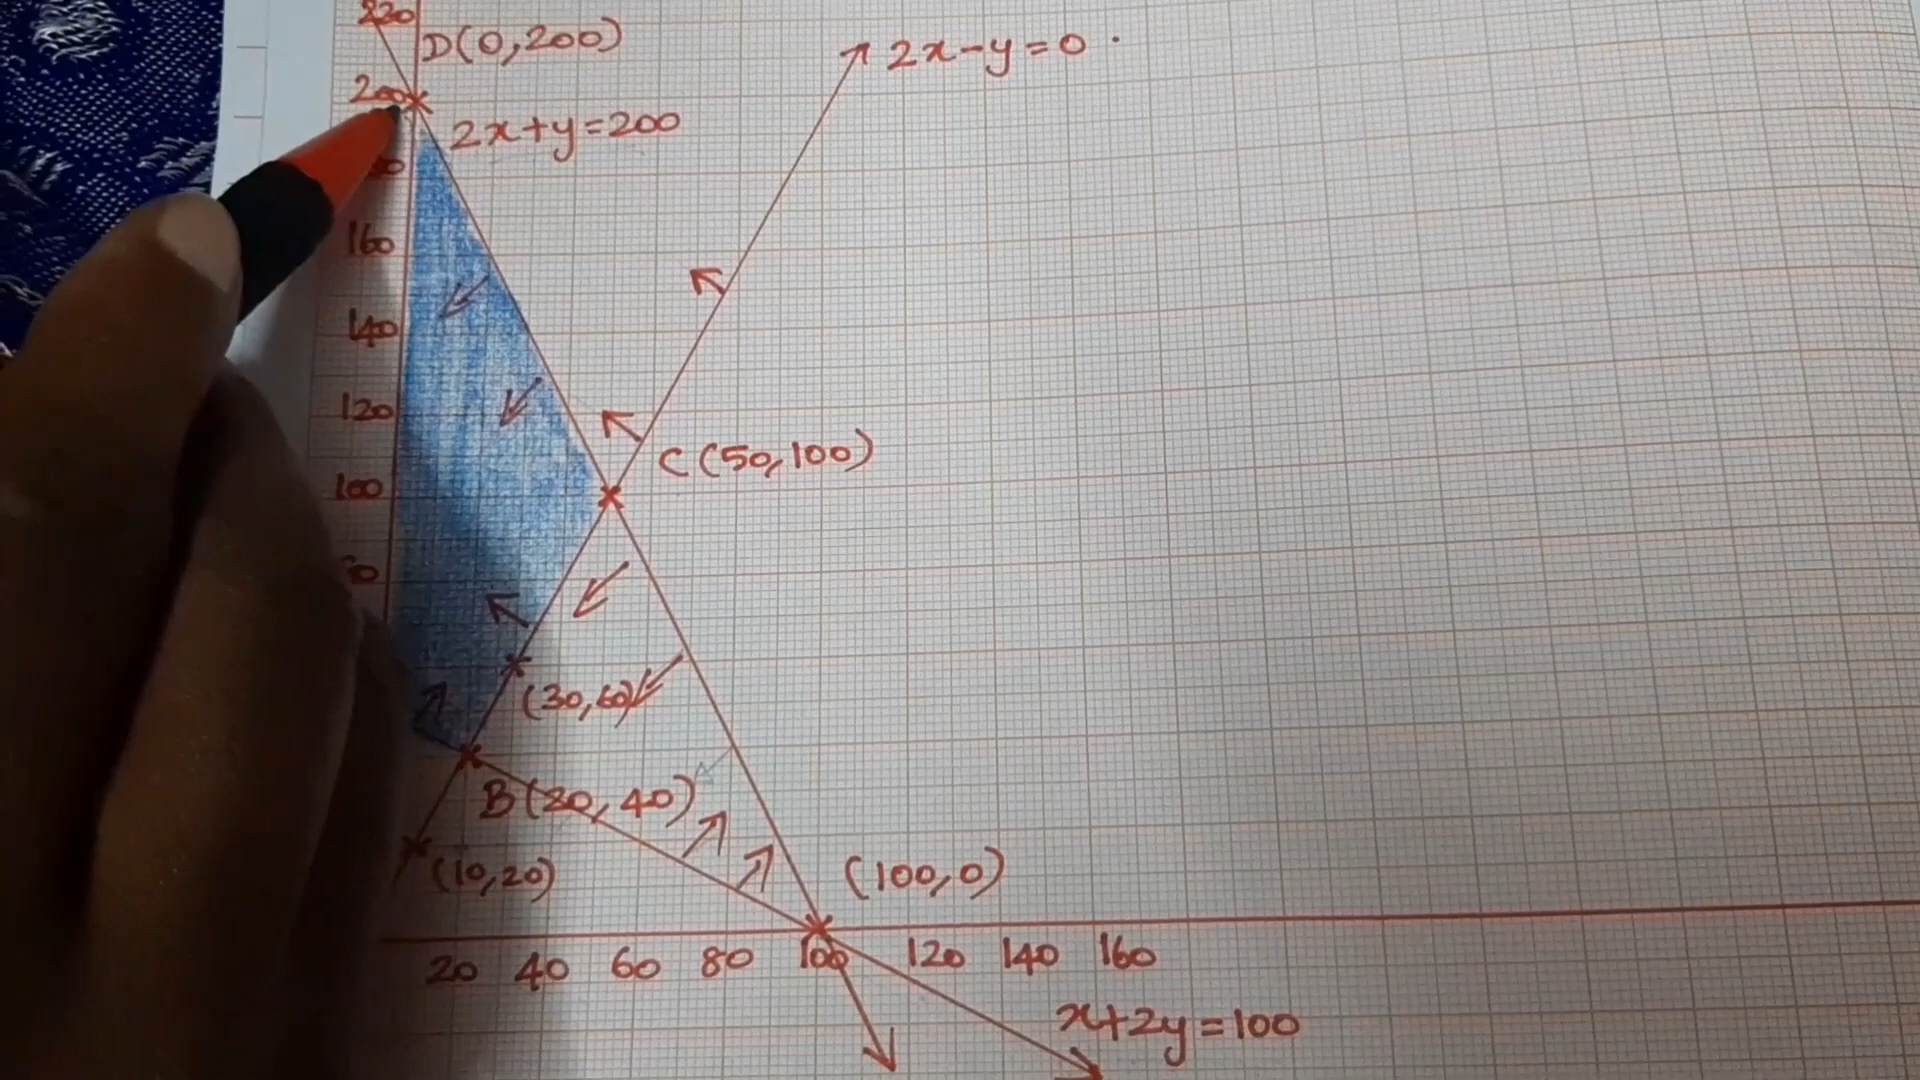 220
D(0,200)
2x-y=0
200
2x+y=200
160
140
120
100
C(50,100)
(30,60)
B(20,40)
(10,20)
(100,0)
20 40 60 80 100 120 140 160
x+2y=100